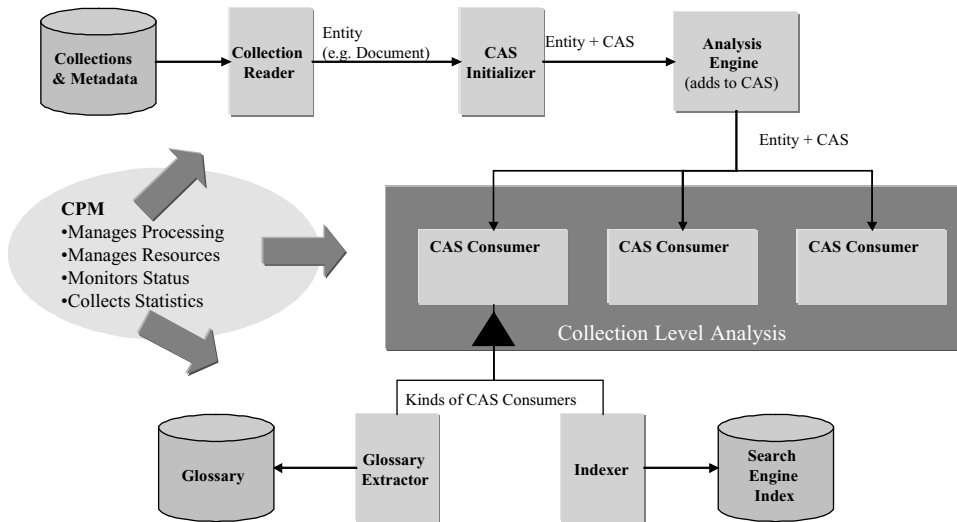 Collections
& Metadata
Collection
Reader
Entity
(e.g. Document)
CAS
Initializer
Entity + CAS
Analysis
Engine
(adds to CAS)
Entity + CAS
CPM
•Manages Processing
•Manages Resources
•Monitors Status
•Collects Statistics
CAS Consumer
CAS Consumer
CAS Consumer
Collection Level Analysis
Kinds of CAS Consumers
Glossary
Glossary
Extractor
Indexer
Search
Engine
Index